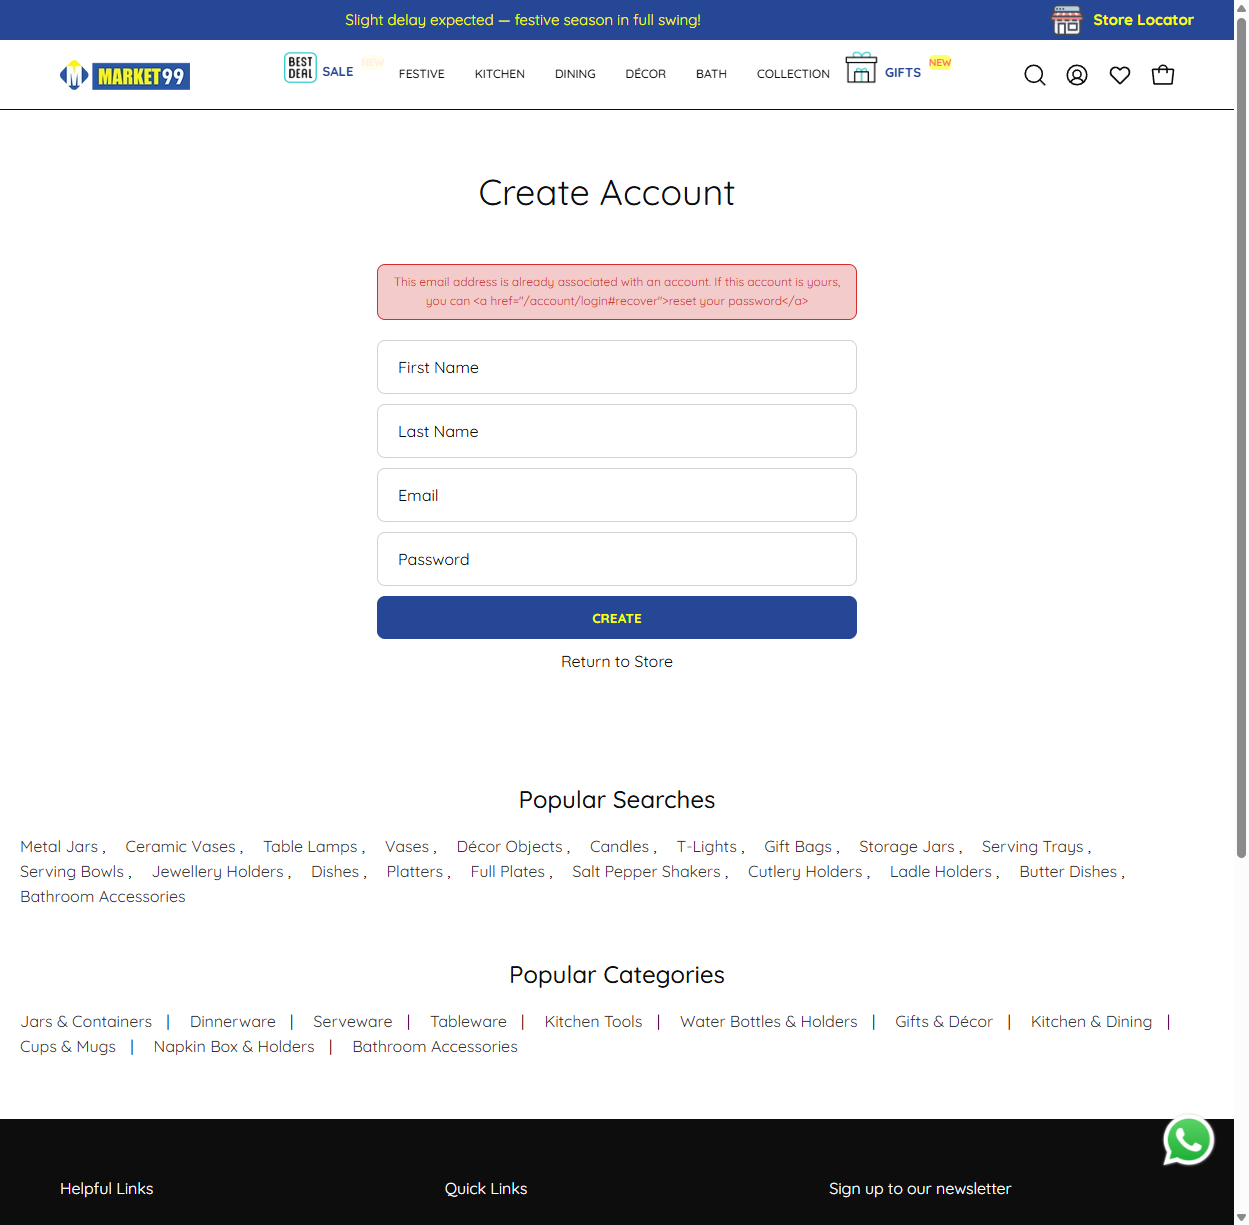 Slight delay expected — festive season in full swing!
Store Locator
MARKET99
BEST DEAL
SALE
NEW
FESTIVE
KITCHEN
DINING
DÉCOR
BATH
COLLECTION
GIFTS
NEW
Create Account
This email address is already associated with an account. If this account is yours,
you can <a href="/account/login#recover">reset your password</a>
First Name
Last Name
Email
Password
CREATE
Return to Store
Popular Searches
Metal Jars , Ceramic Vases , Table Lamps , Vases , Décor Objects , Candles , T-Lights , Gift Bags , Storage Jars , Serving Trays ,
Serving Bowls , Jewellery Holders , Dishes , Platters , Full Plates , Salt Pepper Shakers , Cutlery Holders , Ladle Holders , Butter Dishes ,
Bathroom Accessories
Popular Categories
Jars & Containers | Dinnerware | Serveware | Tableware | Kitchen Tools | Water Bottles & Holders | Gifts & Décor | Kitchen & Dining |
Cups & Mugs | Napkin Box & Holders | Bathroom Accessories
Helpful Links
Quick Links
Sign up to our newsletter